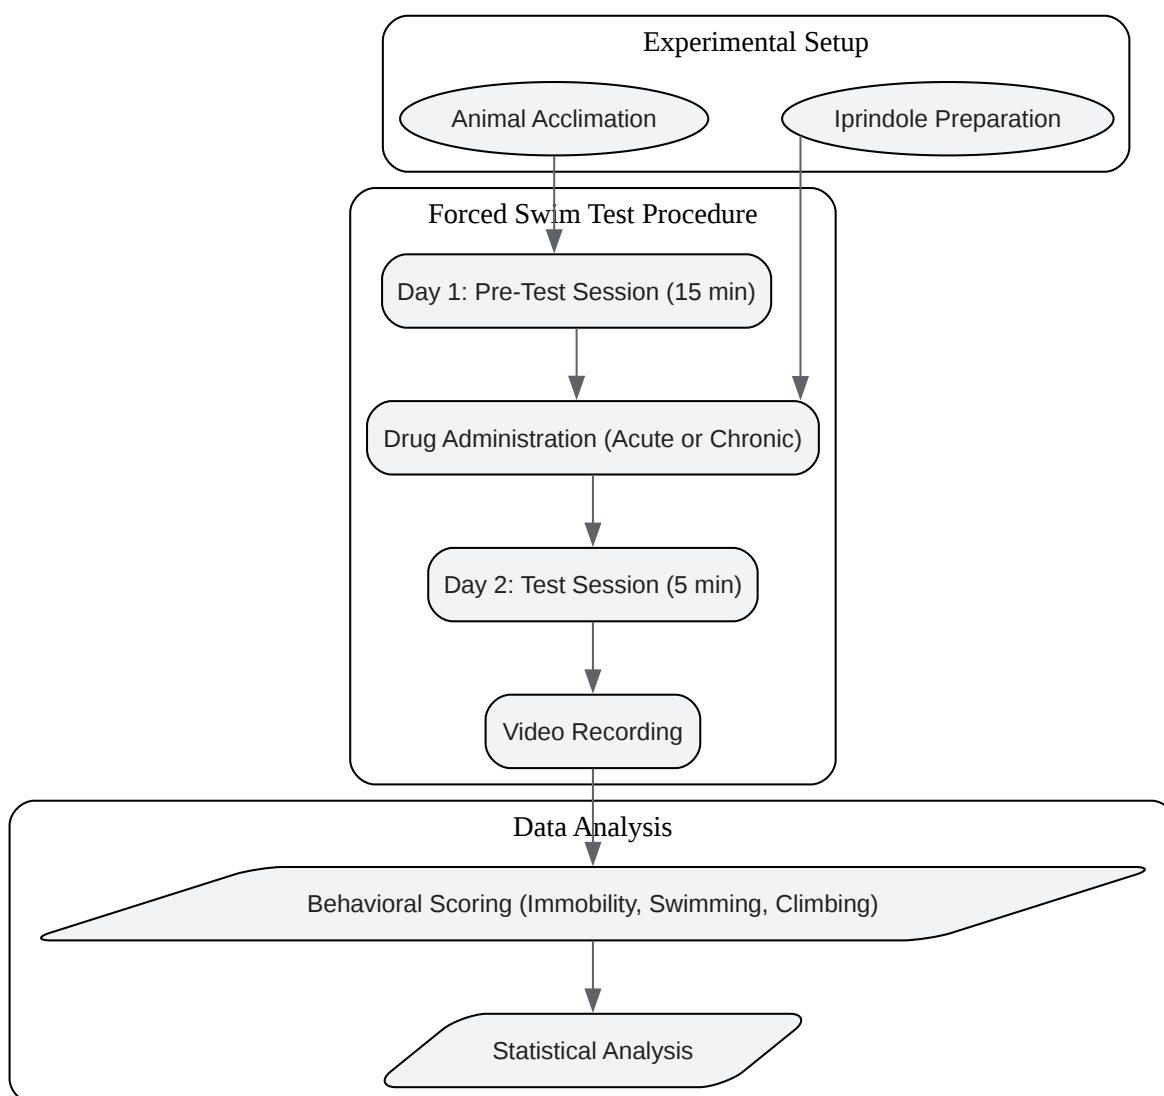 Experimental Setup
Animal Acclimation
Iprindole Preparation
Forced Swim Test Procedure
Day 1: Pre-Test Session (15 min)
Drug Administration (Acute or Chronic)
Day 2: Test Session (5 min)
Video Recording
Data Analysis
Behavioral Scoring (Immobility, Swimming, Climbing)
Statistical Analysis